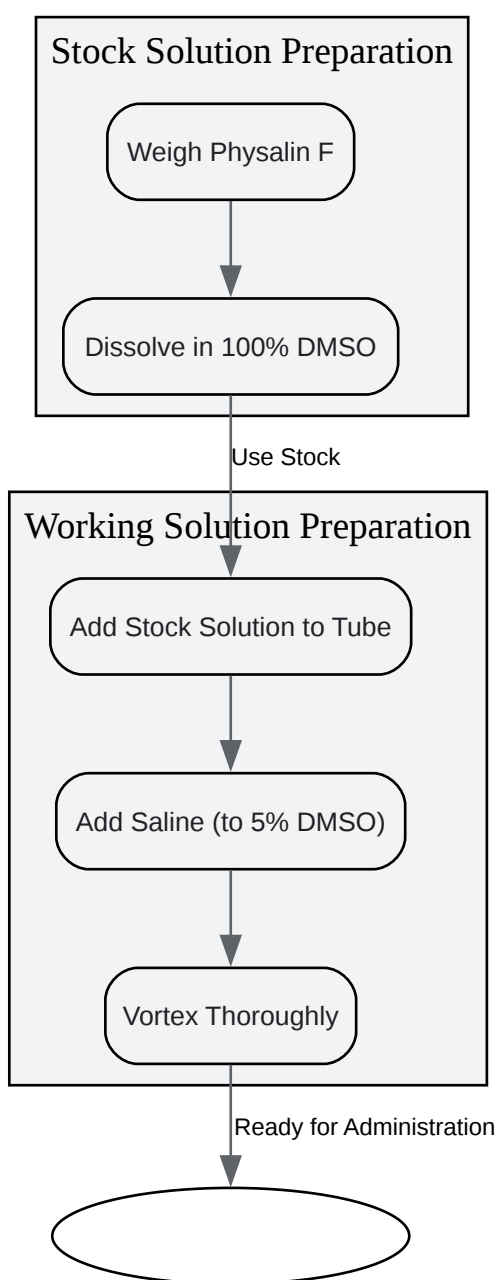 Stock Solution Preparation
Weigh Physalin F
Dissolve in 100% DMSO
Use Stock
Working Solution Preparation
Add Stock Solution to Tube
Add Saline (to 5% DMSO)
Vortex Thoroughly
Ready for Administration